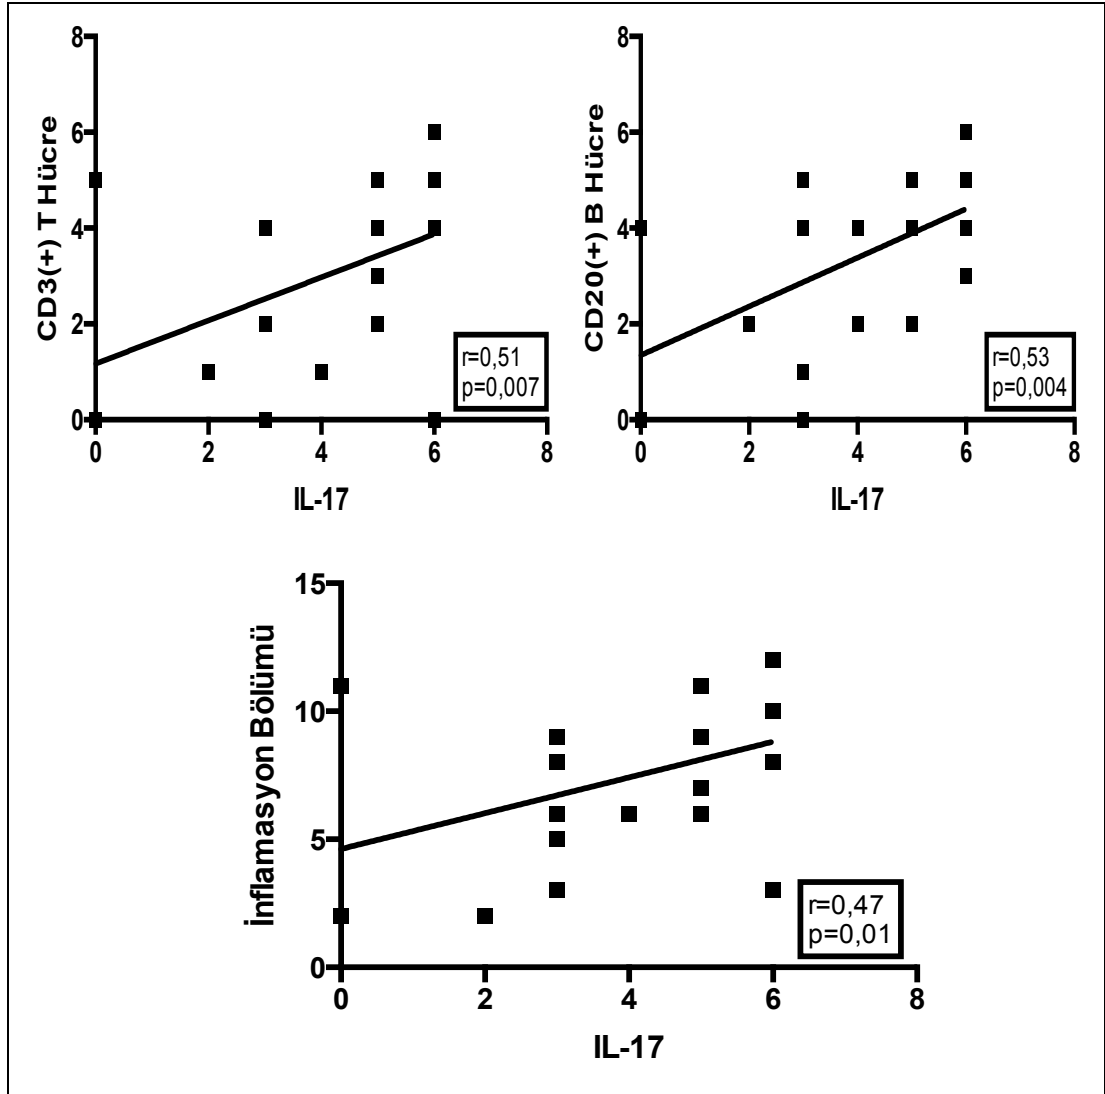 8
6
4
2
0
CD3(+) T Hücre
0 2 4 6 8
IL-17
r=0,51
p=0,007
8
6
4
2
0
CD20(+) B Hücre
0 2 4 6 8
IL-17
r=0,53
p=0,004
15
10
5
0
İnflamasyon Bölümü
0 2 4 6 8
IL-17
r=0,47
p=0,01